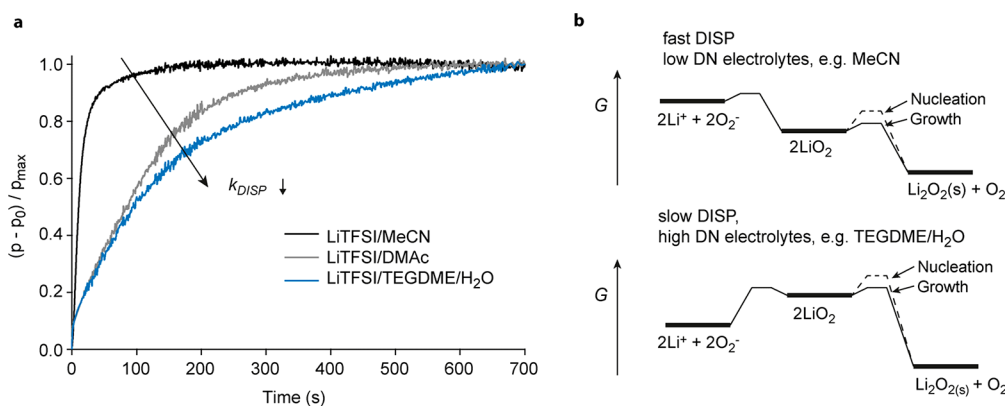 a
(p - p₀) / pₘₐₓ
1.0
0.8
0.6
0.4
0.2
0.0
k_DISP ↓
LiTFSI/MeCN
LiTFSI/DMAc
LiTFSI/TEGDME/H₂O
0 100 200 300 400 500 600 700
Time (s)
b
fast DISP
low DN electrolytes, e.g. MeCN
G
Nucleation
Growth
2Li⁺ + 2O₂⁻
2LiO₂
Li₂O₂(s) + O₂
slow DISP,
high DN electrolytes, e.g. TEGDME/H₂O
G
Nucleation
Growth
2LiO₂
2Li⁺ + 2O₂⁻
Li₂O₂(s) + O₂